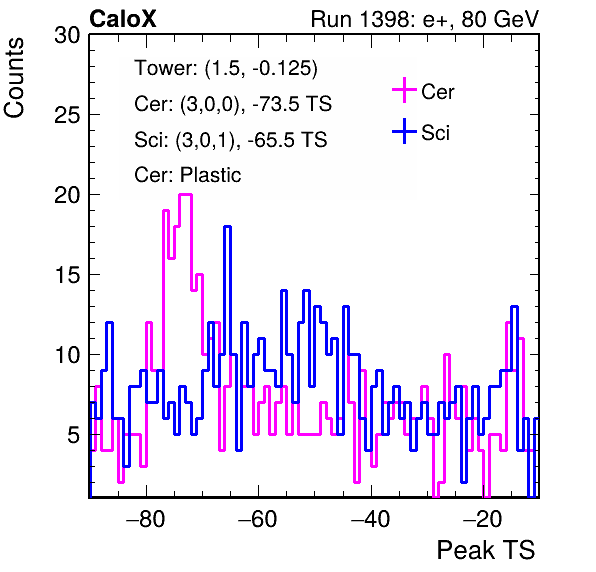 CaloX Run 1398: e+, 80 GeV
Counts
30
25
20
15
10
5
Tower: (1.5, -0.125)
Cer: (3,0,0), -73.5 TS
Sci: (3,0,1), -65.5 TS
Cer: Plastic
Cer
Sci
−80 −60 −40 −20
Peak TS